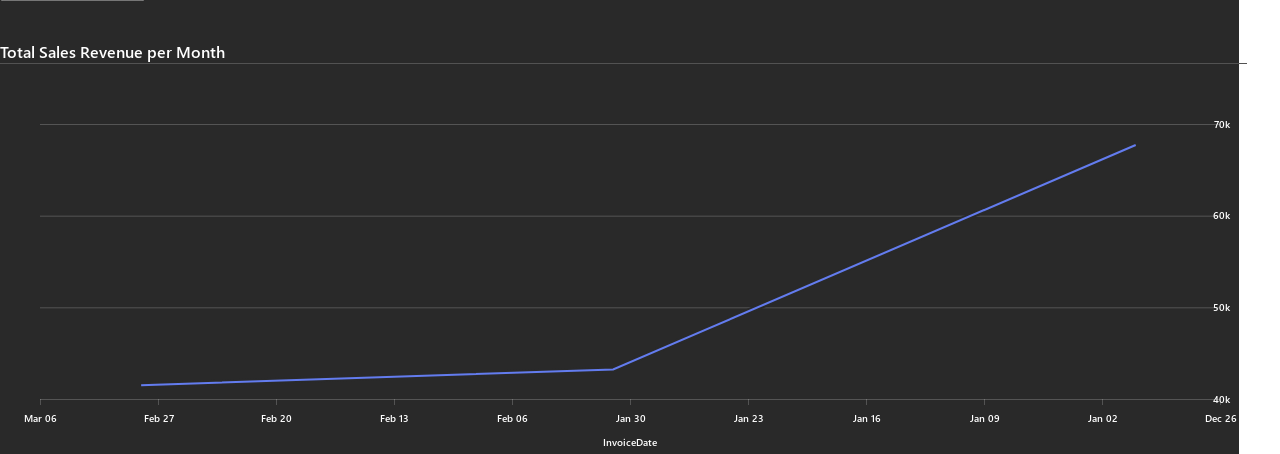 Total Sales Revenue per Month
70k
60k
50k
40k
Mar 06 Feb 27 Feb 20 Feb 13 Feb 06 Jan 30 Jan 23 Jan 16 Jan 09 Jan 02 Dec 26
InvoiceDate